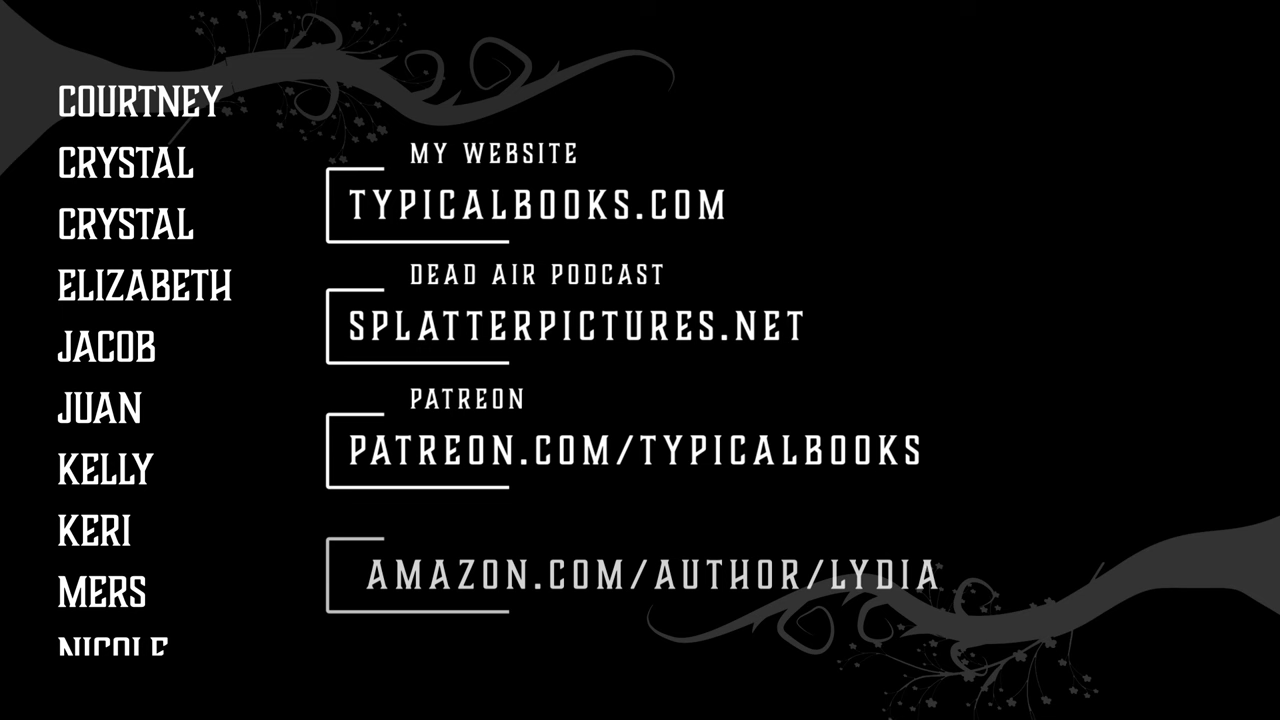 COURTNEY
CRYSTAL
CRYSTAL
ELIZABETH
JACOB
JUAN
KELLY
KERI
MERS
NICOLE
MY WEBSITE
TYPICALBOOKS.COM
DEAD AIR PODCAST
SPLATTERPICTURES.NET
PATREON
PATREON.COM/TYPICALBOOKS
AMAZON.COM/AUTHOR/LYDIA